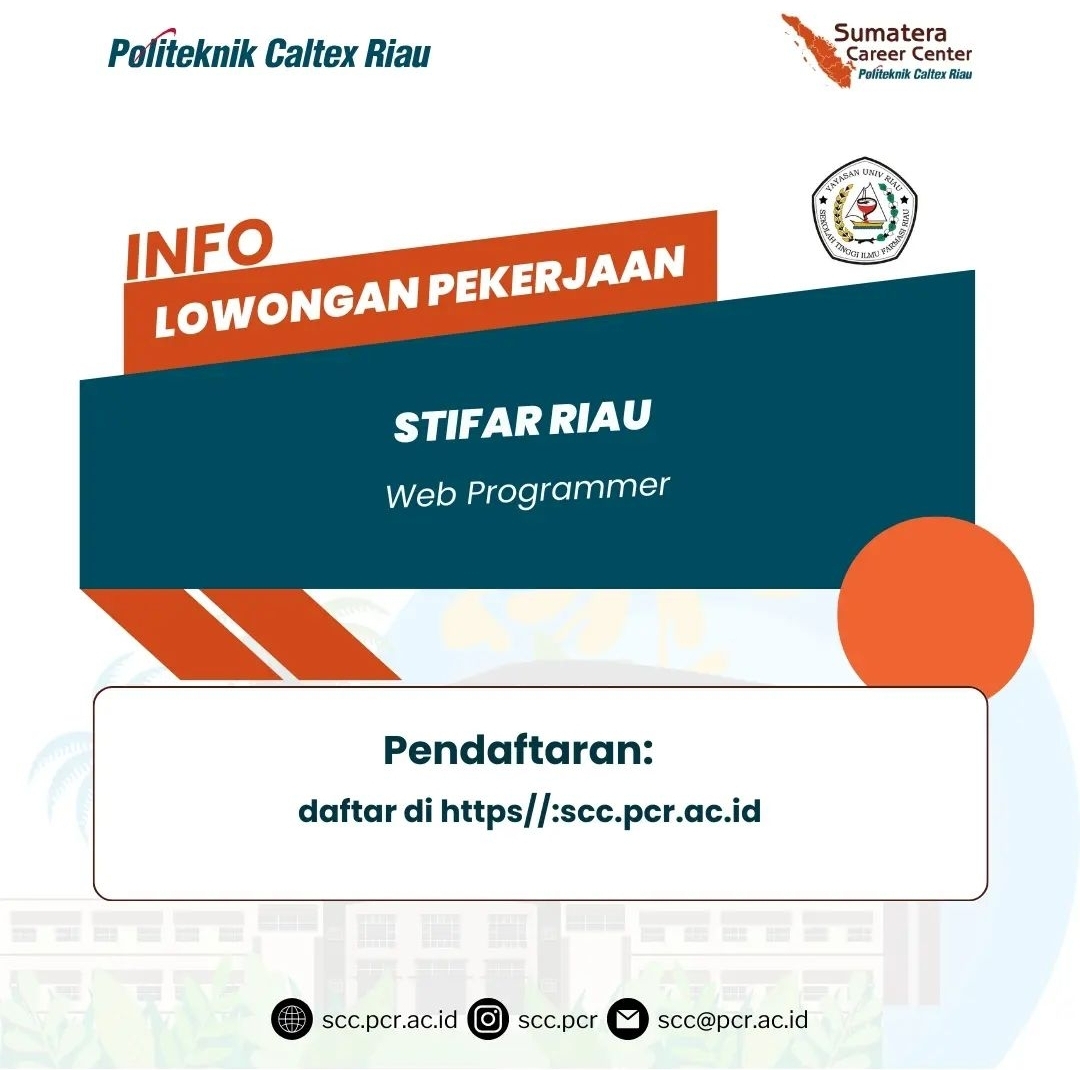 Politeknik Caltex Riau
Sumatera
Career Center
Politeknik Caltex Riau
YAYASAN UNIV RIAU
SEKOLAH TINGGI ILMU FARMASI RIAU
INFO
LOWONGAN PEKERJAAN
STIFAR RIAU
Web Programmer
Pendaftaran:
daftar di https//:scc.pcr.ac.id
scc.pcr.ac.id scc.pcr scc@pcr.ac.id